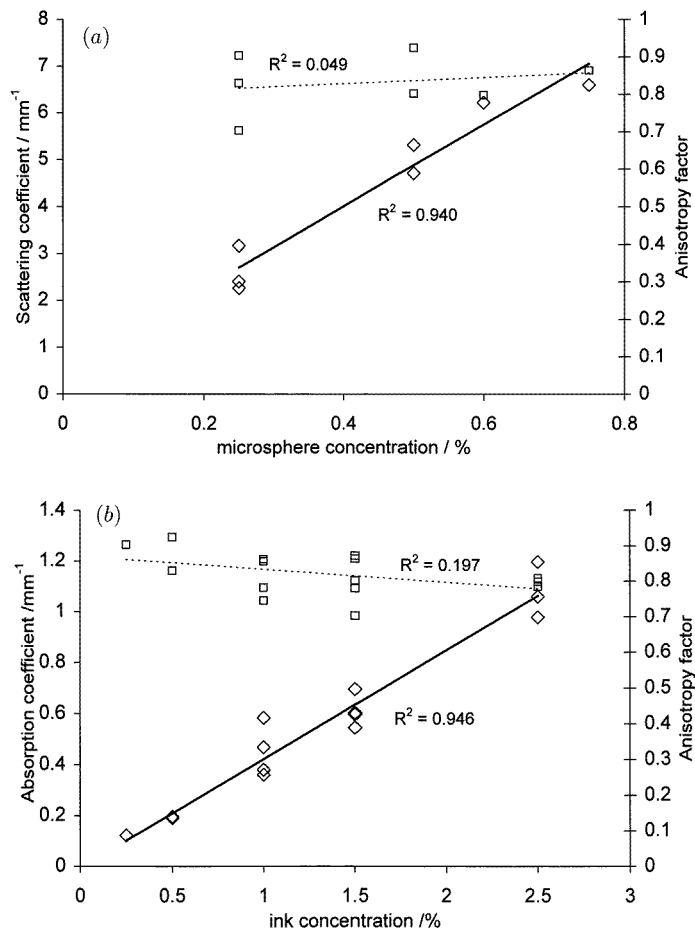 (a)
8
7
6
5
4
3
2
1
0
Scattering coefficient / mm⁻¹
R² = 0.049
R² = 0.940
1
0.9
0.8
0.7
0.6
0.5
0.4
0.3
0.2
0.1
0
Anisotropy factor
0 0.2 0.4 0.6 0.8
microsphere concentration / %
(b)
1.4
1.2
1
0.8
0.6
0.4
0.2
0
Absorption coefficient /mm⁻¹
R² = 0.197
R² = 0.946
1
0.9
0.8
0.7
0.6
0.5
0.4
0.3
0.2
0.1
0
Anisotropy factor
0 0.5 1 1.5 2 2.5 3
ink concentration /%